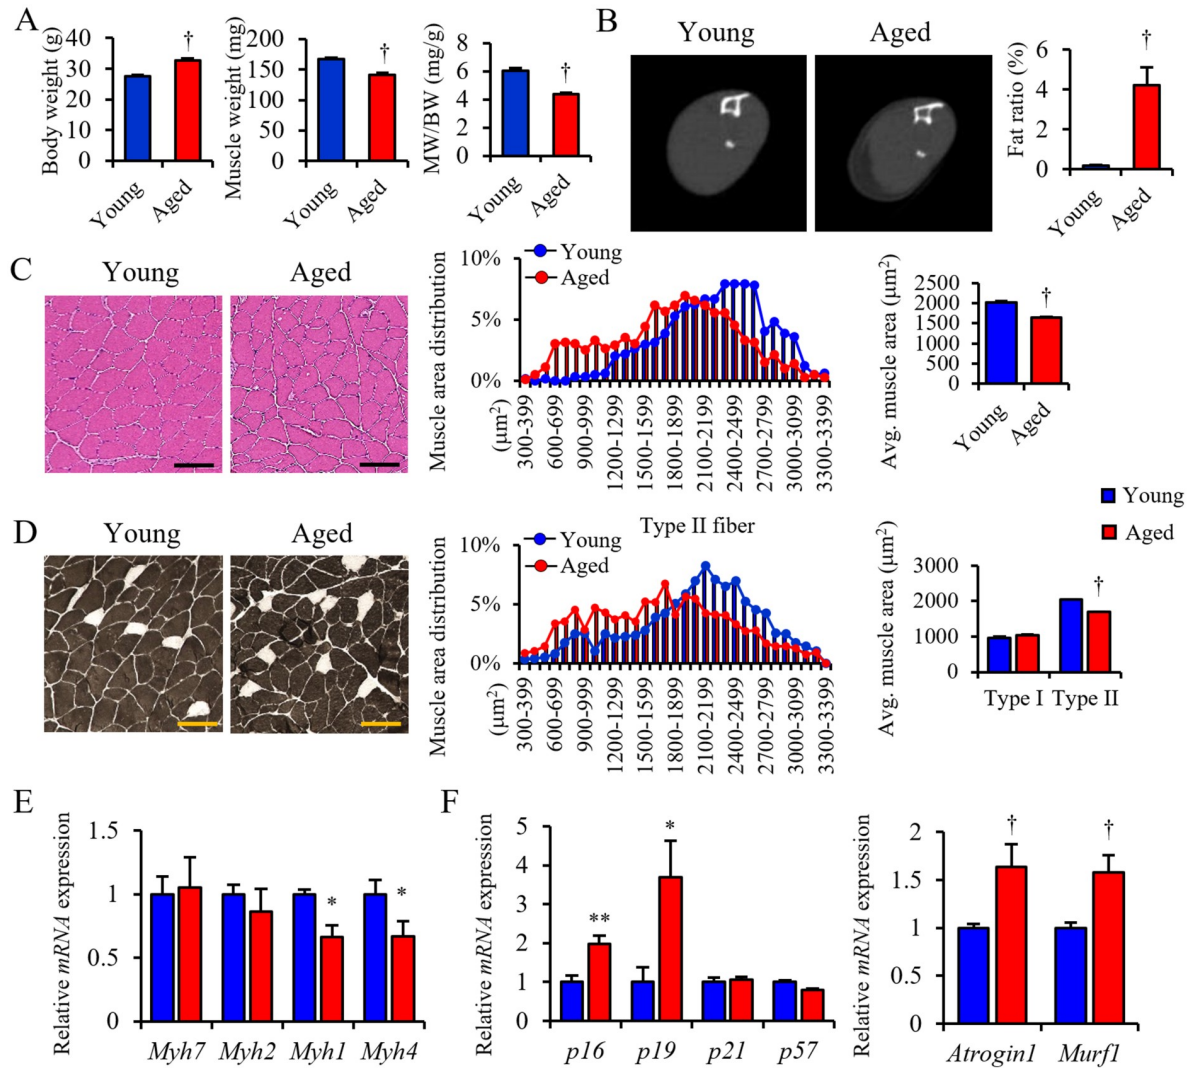 A
Body weight (g)
40
30
20
10
0
†
Young
Aged
Muscle weight (mg)
200
150
100
50
0
†
Young
Aged
MW/BW (mg/g)
8
6
4
2
0
†
Young
Aged
B
Young
Aged
Fat ratio (%)
6
4
2
0
†
Young
Aged
C
Young
Aged
Muscle area distribution
10%
5%
0%
Young
Aged
(µm²)
300-399
600-699
900-999
1200-1299
1500-1599
1800-1899
2100-2199
2400-2499
2700-2799
3000-3099
3300-3399
Avg. muscle area (µm²)
2500
2000
1500
1000
500
0
†
Young
Aged
D
Young
Aged
Type II fiber
Muscle area distribution
10%
5%
0%
Young
Aged
(µm²)
300-399
600-699
900-999
1200-1299
1500-1599
1800-1899
2100-2199
2400-2499
2700-2799
3000-3099
3300-3399
Young
Aged
Avg. muscle area (µm²)
3000
2000
1000
0
†
Type I Type II
E
Relative mRNA expression
1.5
1
0.5
0
*
*
Myh7 Myh2 Myh1 Myh4
F
Relative mRNA expression
5
4
3
2
1
0
**
*
p16 p19 p21 p57
Relative mRNA expression
2
1.5
1
0.5
0
†
†
Atrogin1 Murf1